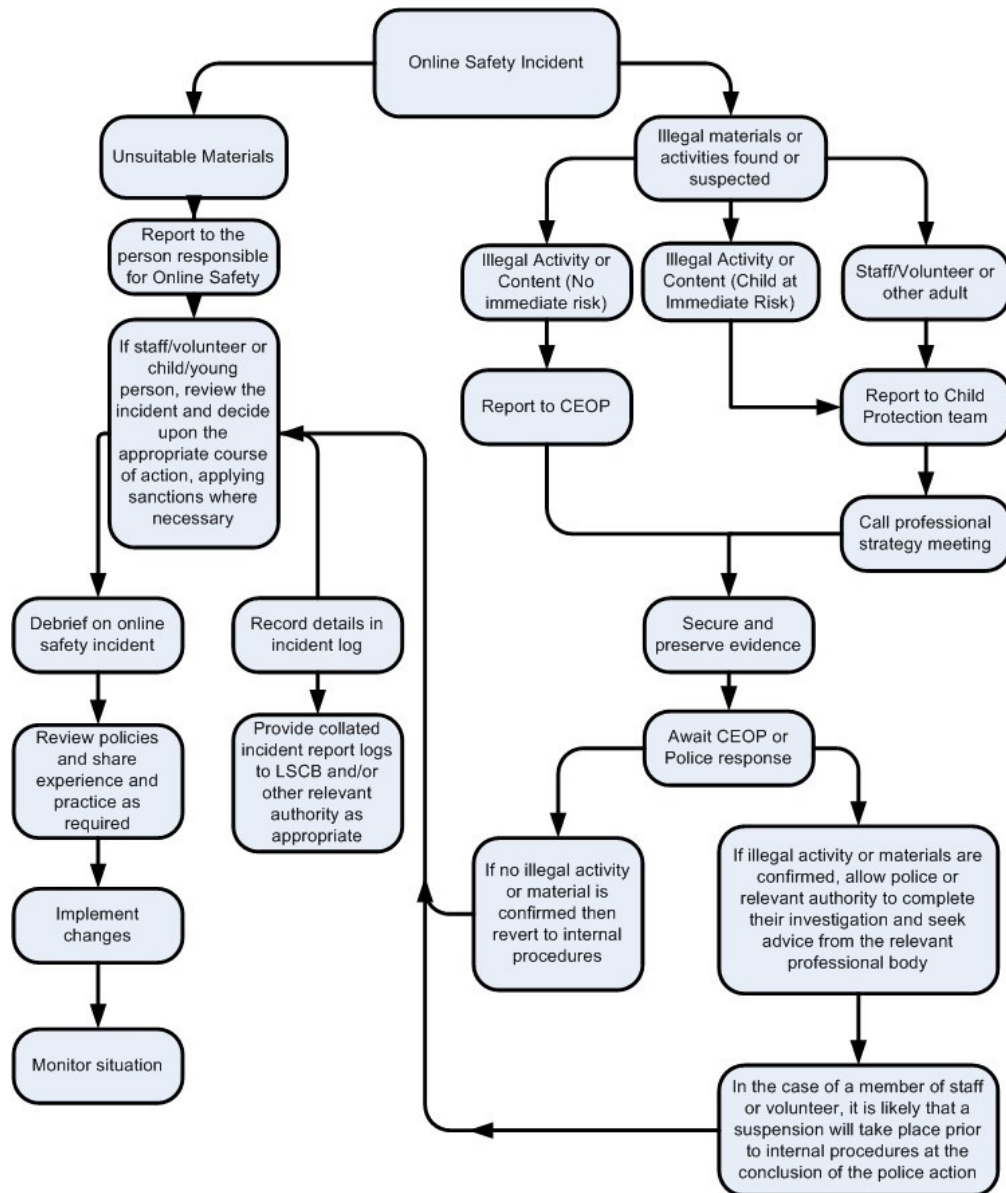 Online Safety Incident
Unsuitable Materials
Report to the
person responsible
for Online Safety
If staff/volunteer or
child/young
person, review the
incident and decide
upon the
appropriate course
of action, applying
sanctions where
necessary
Debrief on online
safety incident
Review policies
and share
experience and
practice as
required
Implement
changes
Monitor situation
Record details in
incident log
Provide collated
incident report logs
to LSCB and/or
other relevant
authority as
appropriate
Illegal materials or
activities found or
suspected
Illegal Activity or
Content (No
immediate risk)
Illegal Activity or
Content (Child at
Immediate Risk)
Staff/Volunteer or
other adult
Report to CEOP
Report to Child
Protection team
Call professional
strategy meeting
Secure and
preserve evidence
Await CEOP or
Police response
If no illegal activity
or material is
confirmed then
revert to internal
procedures
If illegal activity or materials are
confirmed, allow police or
relevant authority to complete
their investigation and seek
advice from the relevant
professional body
In the case of a member of staff
or volunteer, it is likely that a
suspension will take place prior
to internal procedures at the
conclusion of the police action